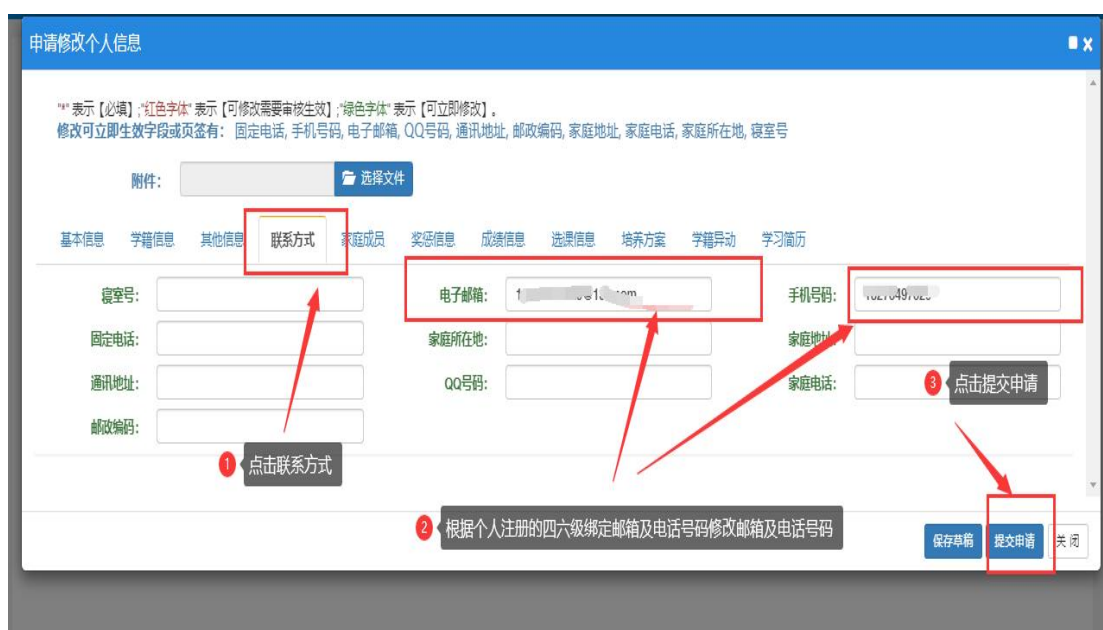 申请修改个人信息
"*" 表示【必填】;"红色字体" 表示【可修改需要审核生效】;"绿色字体" 表示【可立即修改】。
修改可立即生效字段或页签有： 固定电话, 手机号码, 电子邮箱, QQ号码, 通讯地址, 邮政编码, 家庭地址, 家庭电话, 家庭所在地, 寝室号
附件： 选择文件
基本信息 学籍信息 其他信息 联系方式 家庭成员 奖惩信息 成绩信息 选课信息 培养方案 学籍异动 学习简历
寝室号： 电子邮箱： 手机号码：
固定电话： 家庭所在地： 家庭地址：
通讯地址： QQ号码： 家庭电话： 3 点击提交申请
邮政编码：
1 点击联系方式
2 根据个人注册的四六级绑定邮箱及电话号码修改邮箱及电话号码
保存草稿 提交申请 关 闭